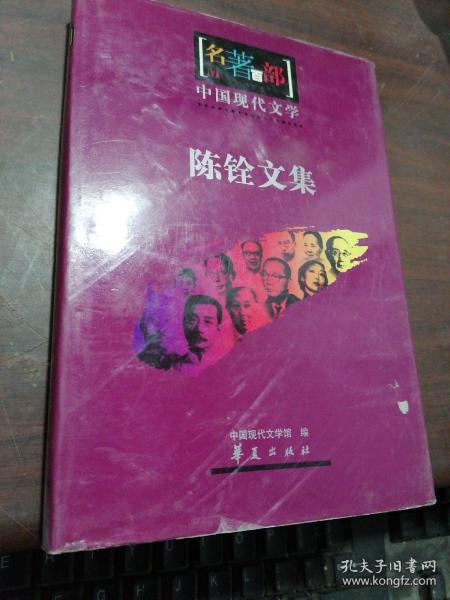 名著百部
中国现代文学
陈铨文集
中国现代文学馆 编
华夏出版社
孔夫子旧书网
www.kongfz.com